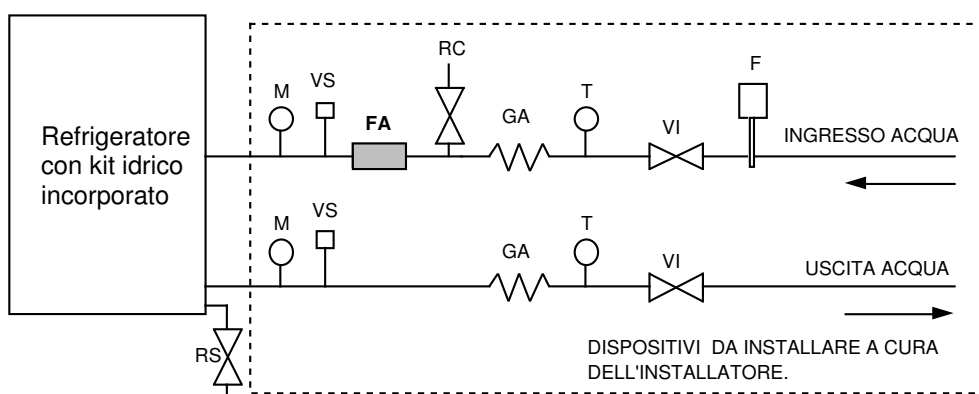 RC
F
M
VS
FA
GA
T
VI
INGRESSO ACQUA
Refrigeratore
con kit idrico
incorporato
M
VS
GA
T
VI
USCITA ACQUA
RS
DISPOSITIVI DA INSTALLARE A CURA
DELL'INSTALLATORE.